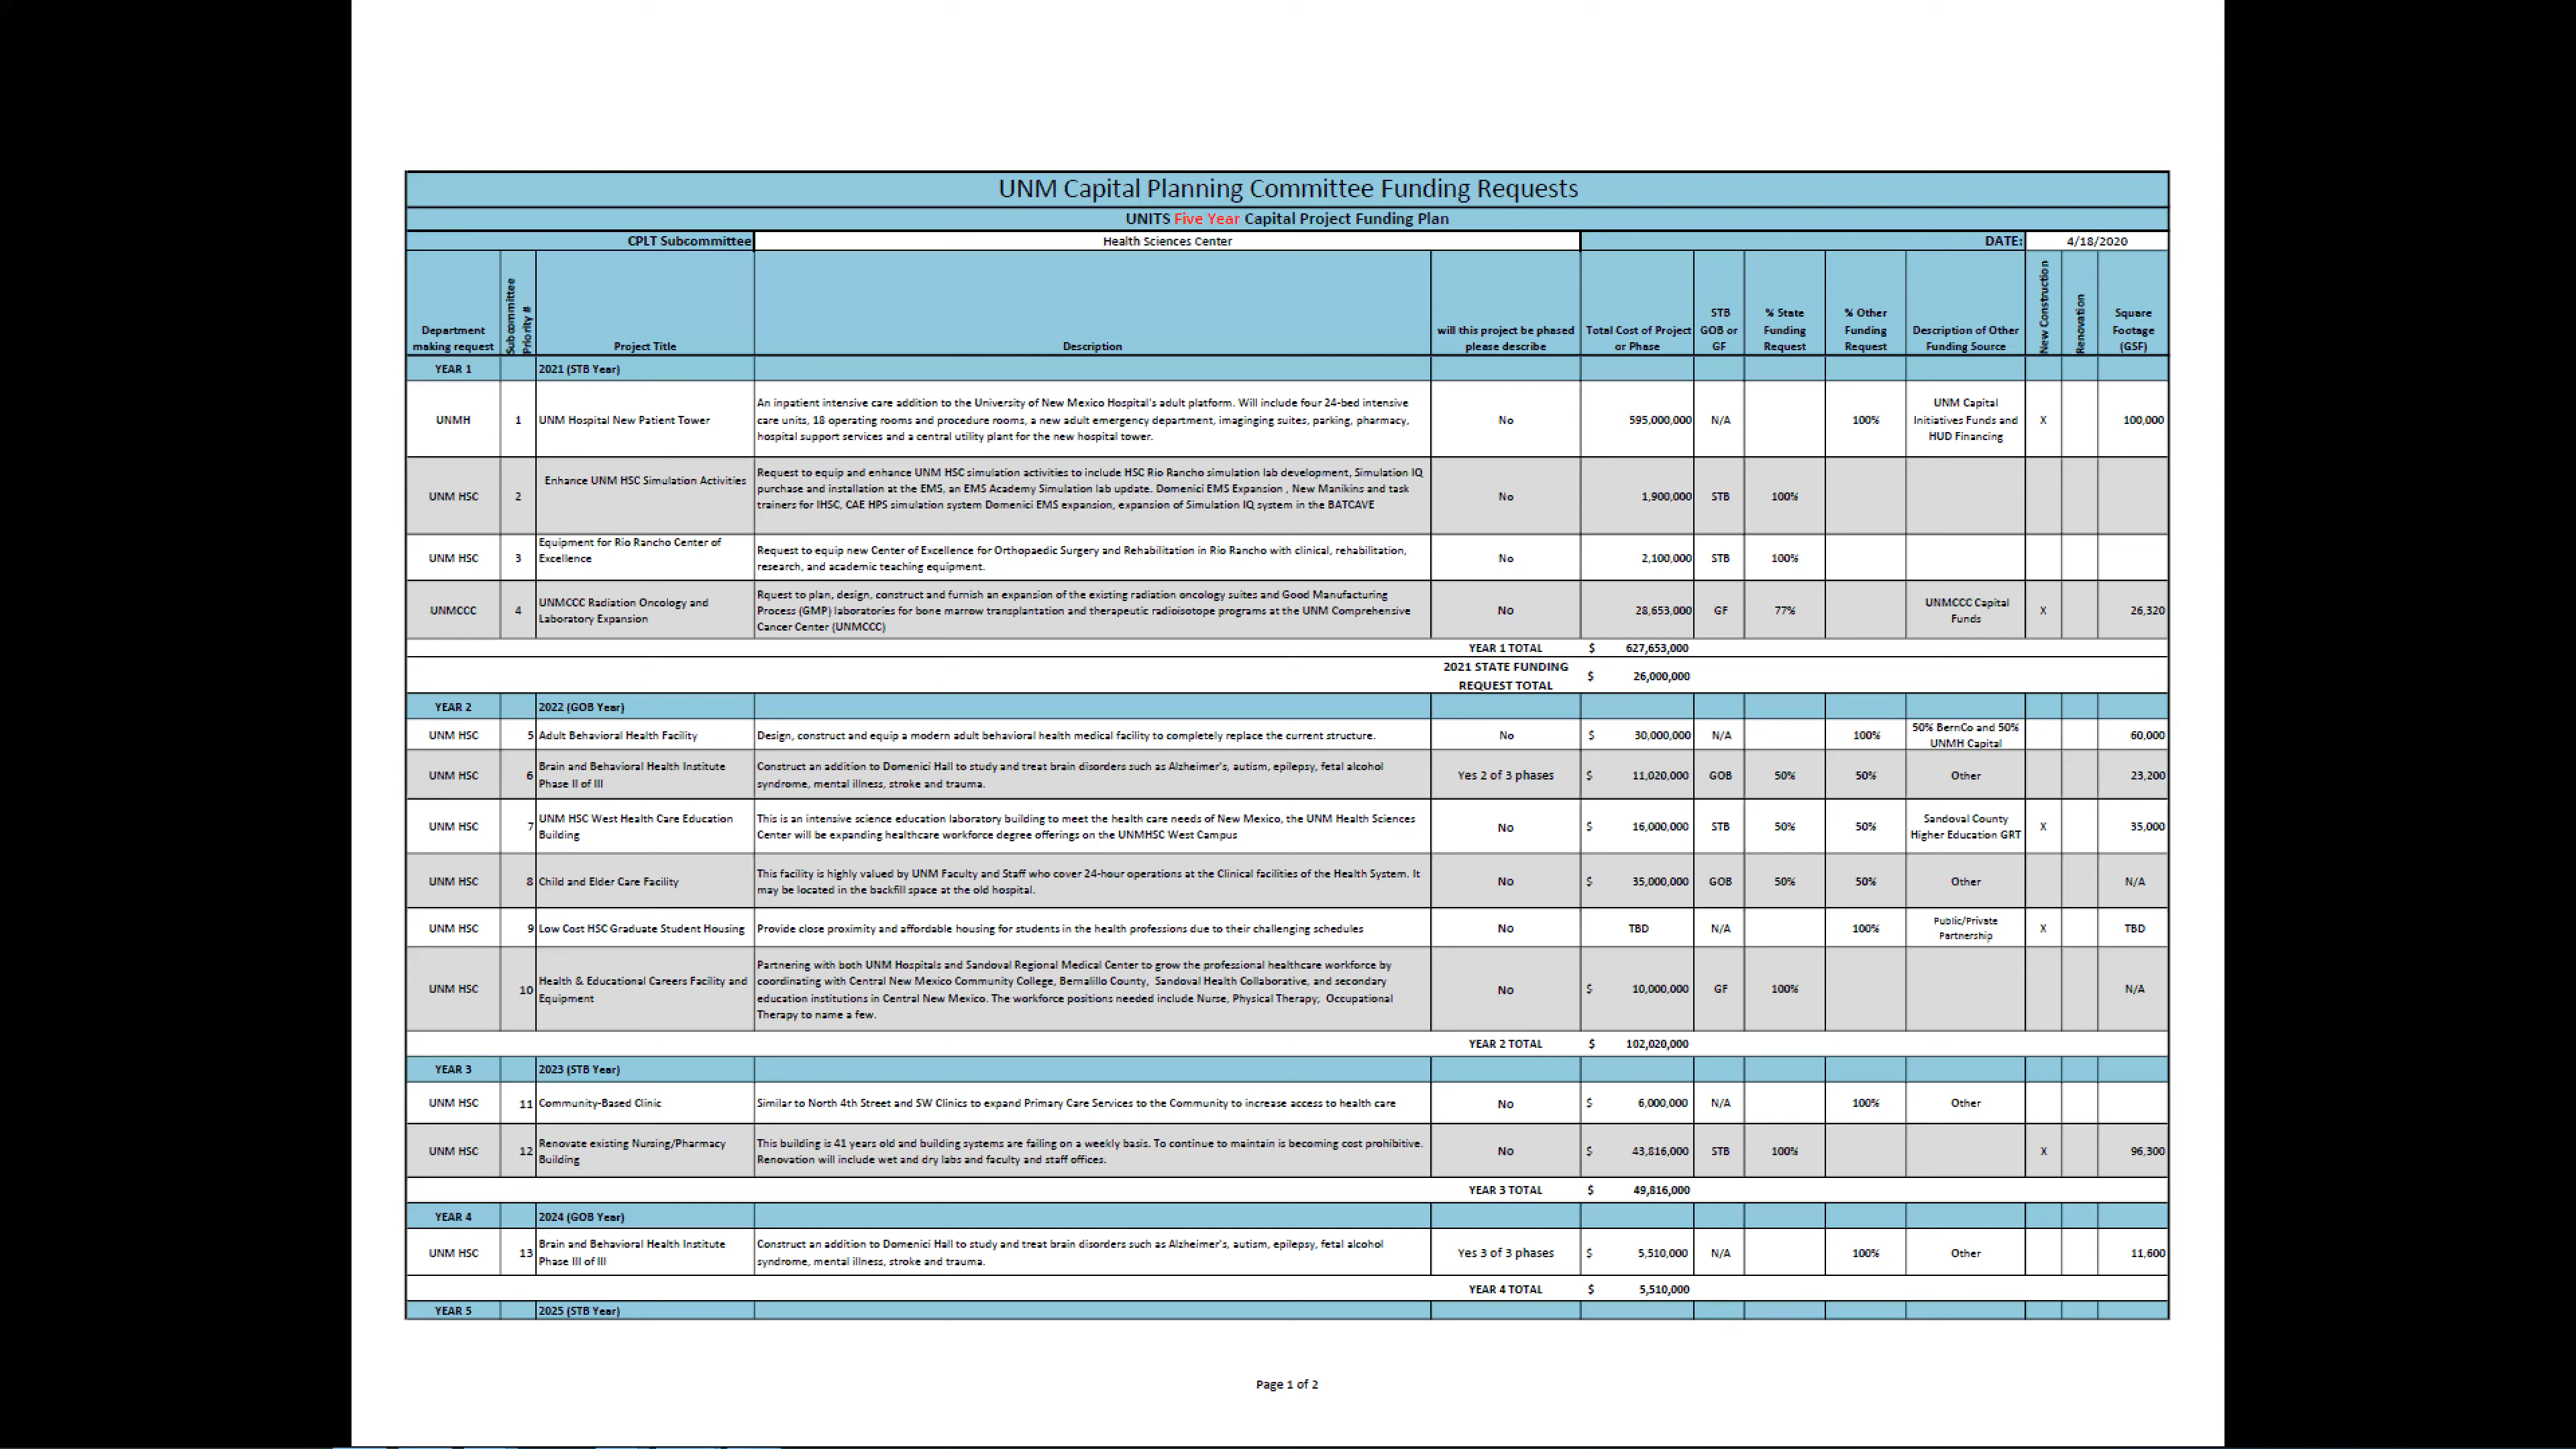 UNM Capital Planning Committee Funding Requests
UNITS Five Year Capital Project Funding Plan
CPLT Subcommittee Health Sciences Center DATE: 4/18/2020
Department making request
Subcommittee Priority #
Project Title
Description
will this project be phased please describe
Total Cost of Project or Phase
STB GOB or GF
% State Funding Request
% Other Funding Request
Description of Other Funding Source
New Construction
Renovation
Square Footage (GSF)
YEAR 1 2021 (STB Year)
UNMH 1 UNM Hospital New Patient Tower
An inpatient intensive care addition to the University of New Mexico Hospital's adult platform. Will include four 24-bed intensive
care units, 18 operating rooms and procedure rooms, a new adult emergency department, imaginging suites, parking, pharmacy,
hospital support services and a central utility plant for the new hospital tower.
No 595,000,000 N/A 100%
UNM Capital
Initiatives Funds and
HUD Financing
X 100,000
UNM HSC 2 Enhance UNM HSC Simulation Activities
Request to equip and enhance UNM HSC simulation activities to include HSC Rio Rancho simulation lab development, Simulation IQ
purchase and installation at the EMS, an EMS Academy Simulation lab update. Domenici EMS Expansion , New Manikins and task
trainers for IHSC, CAE HPS simulation system Domenici EMS expansion, expansion of Simulation IQ system in the BATCAVE
No 1,900,000 STB 100%
UNM HSC 3
Equipment for Rio Rancho Center of
Excellence
Request to equip new Center of Excellence for Orthopaedic Surgery and Rehabilitation in Rio Rancho with clinical, rehabilitation,
research, and academic teaching equipment.
No 2,100,000 STB 100%
UNMCCC 4
UNMCCC Radiation Oncology and
Laboratory Expansion
Rquest to plan, design, construct and furnish an expansion of the existing radiation oncology suites and Good Manufacturing
Process (GMP) laboratories for bone marrow transplantation and therapeutic radioisotope programs at the UNM Comprehensive
Cancer Center (UNMCCC)
No 28,653,000 GF 77%
UNMCCC Capital
Funds
X 26,320
YEAR 1 TOTAL $ 627,653,000
2021 STATE FUNDING
REQUEST TOTAL
$ 26,000,000
YEAR 2 2022 (GOB Year)
UNM HSC 5 Adult Behavioral Health Facility
Design, construct and equip a modern adult behavioral health medical facility to completely replace the current structure.
No $ 30,000,000 N/A 100%
50% BernCo and 50%
UNMH Capital
60,000
UNM HSC 6
Brain and Behavioral Health Institute
Phase II of III
Construct an addition to Domenici Hall to study and treat brain disorders such as Alzheimer's, autism, epilepsy, fetal alcohol
syndrome, mental illness, stroke and trauma.
Yes 2 of 3 phases $ 11,020,000 GOB 50% 50% Other 23,200
UNM HSC 7
UNM HSC West Health Care Education
Building
This is an intensive science education laboratory building to meet the health care needs of New Mexico, the UNM Health Sciences
Center will be expanding healthcare workforce degree offerings on the UNMHSC West Campus
No $ 16,000,000 STB 50% 50%
Sandoval County
Higher Education GRT
X 35,000
UNM HSC 8 Child and Elder Care Facility
This facility is highly valued by UNM Faculty and Staff who cover 24-hour operations at the Clinical facilities of the Health System. It
may be located in the backfill space at the old hospital.
No $ 35,000,000 GOB 50% 50% Other N/A
UNM HSC 9 Low Cost HSC Graduate Student Housing
Provide close proximity and affordable housing for students in the health professions due to their challenging schedules
No TBD N/A 100%
Public/Private
Partnership
X TBD
UNM HSC 10
Health & Educational Careers Facility and
Equipment
Partnering with both UNM Hospitals and Sandoval Regional Medical Center to grow the professional healthcare workforce by
coordinating with Central New Mexico Community College, Bernalillo County, Sandoval Health Collaborative, and secondary
education institutions in Central New Mexico. The workforce positions needed include Nurse, Physical Therapy, Occupational
Therapy to name a few.
No $ 10,000,000 GF 100% N/A
YEAR 2 TOTAL $ 102,020,000
YEAR 3 2023 (STB Year)
UNM HSC 11 Community-Based Clinic
Similar to North 4th Street and SW Clinics to expand Primary Care Services to the Community to increase access to health care
No $ 6,000,000 N/A 100% Other
UNM HSC 12
Renovate existing Nursing/Pharmacy
Building
This building is 41 years old and building systems are failing on a weekly basis. To continue to maintain is becoming cost prohibitive.
Renovation will include wet and dry labs and faculty and staff offices.
No $ 43,816,000 STB 100% X 96,300
YEAR 3 TOTAL $ 49,816,000
YEAR 4 2024 (GOB Year)
UNM HSC 13
Brain and Behavioral Health Institute
Phase III of III
Construct an addition to Domenici Hall to study and treat brain disorders such as Alzheimer's, autism, epilepsy, fetal alcohol
syndrome, mental illness, stroke and trauma.
Yes 3 of 3 phases $ 5,510,000 N/A 100% Other 11,600
YEAR 4 TOTAL $ 5,510,000
YEAR 5 2025 (STB Year)
Page 1 of 2